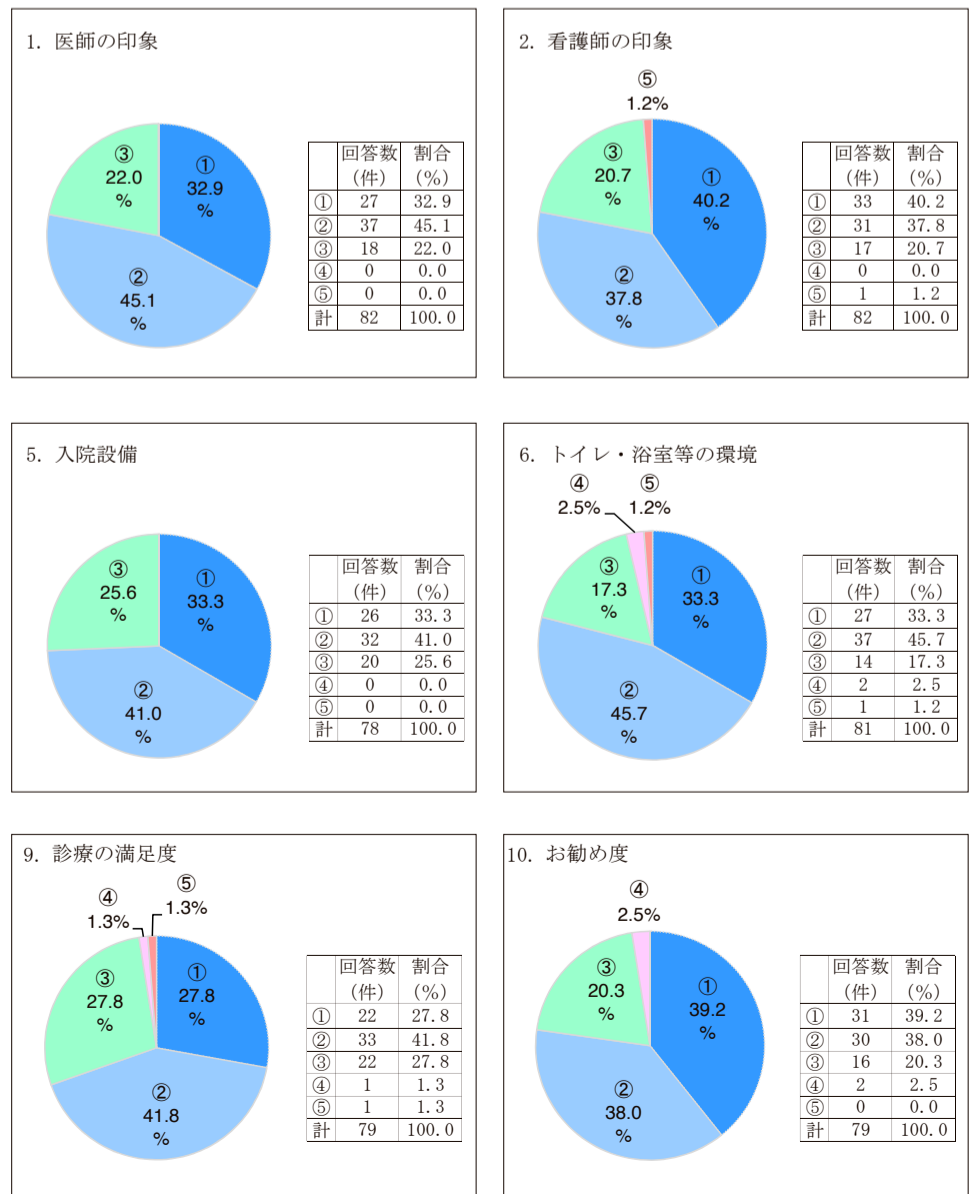 1. 医師の印象
①
32.9
%
②
45.1
%
③
22.0
%
回答数 割合
（件） （%）
① 27 32.9
② 37 45.1
③ 18 22.0
④ 0 0.0
⑤ 0 0.0
計 82 100.0
2. 看護師の印象
⑤
1.2%
①
40.2
%
②
37.8
%
③
20.7
%
回答数 割合
（件） （%）
① 33 40.2
② 31 37.8
③ 17 20.7
④ 0 0.0
⑤ 1 1.2
計 82 100.0
5. 入院設備
①
33.3
%
②
41.0
%
③
25.6
%
回答数 割合
（件） （%）
① 26 33.3
② 32 41.0
③ 20 25.6
④ 0 0.0
⑤ 0 0.0
計 78 100.0
6. トイレ・浴室等の環境
④
2.5%
⑤
1.2%
①
33.3
%
②
45.7
%
③
17.3
%
回答数 割合
（件） （%）
① 27 33.3
② 37 45.7
③ 14 17.3
④ 2 2.5
⑤ 1 1.2
計 81 100.0
9. 診療の満足度
④
1.3%
⑤
1.3%
①
27.8
%
②
41.8
%
③
27.8
%
回答数 割合
（件） （%）
① 22 27.8
② 33 41.8
③ 22 27.8
④ 1 1.3
⑤ 1 1.3
計 79 100.0
10. お勧め度
④
2.5%
①
39.2
%
②
38.0
%
③
20.3
%
回答数 割合
（件） （%）
① 31 39.2
② 30 38.0
③ 16 20.3
④ 2 2.5
⑤ 0 0.0
計 79 100.0